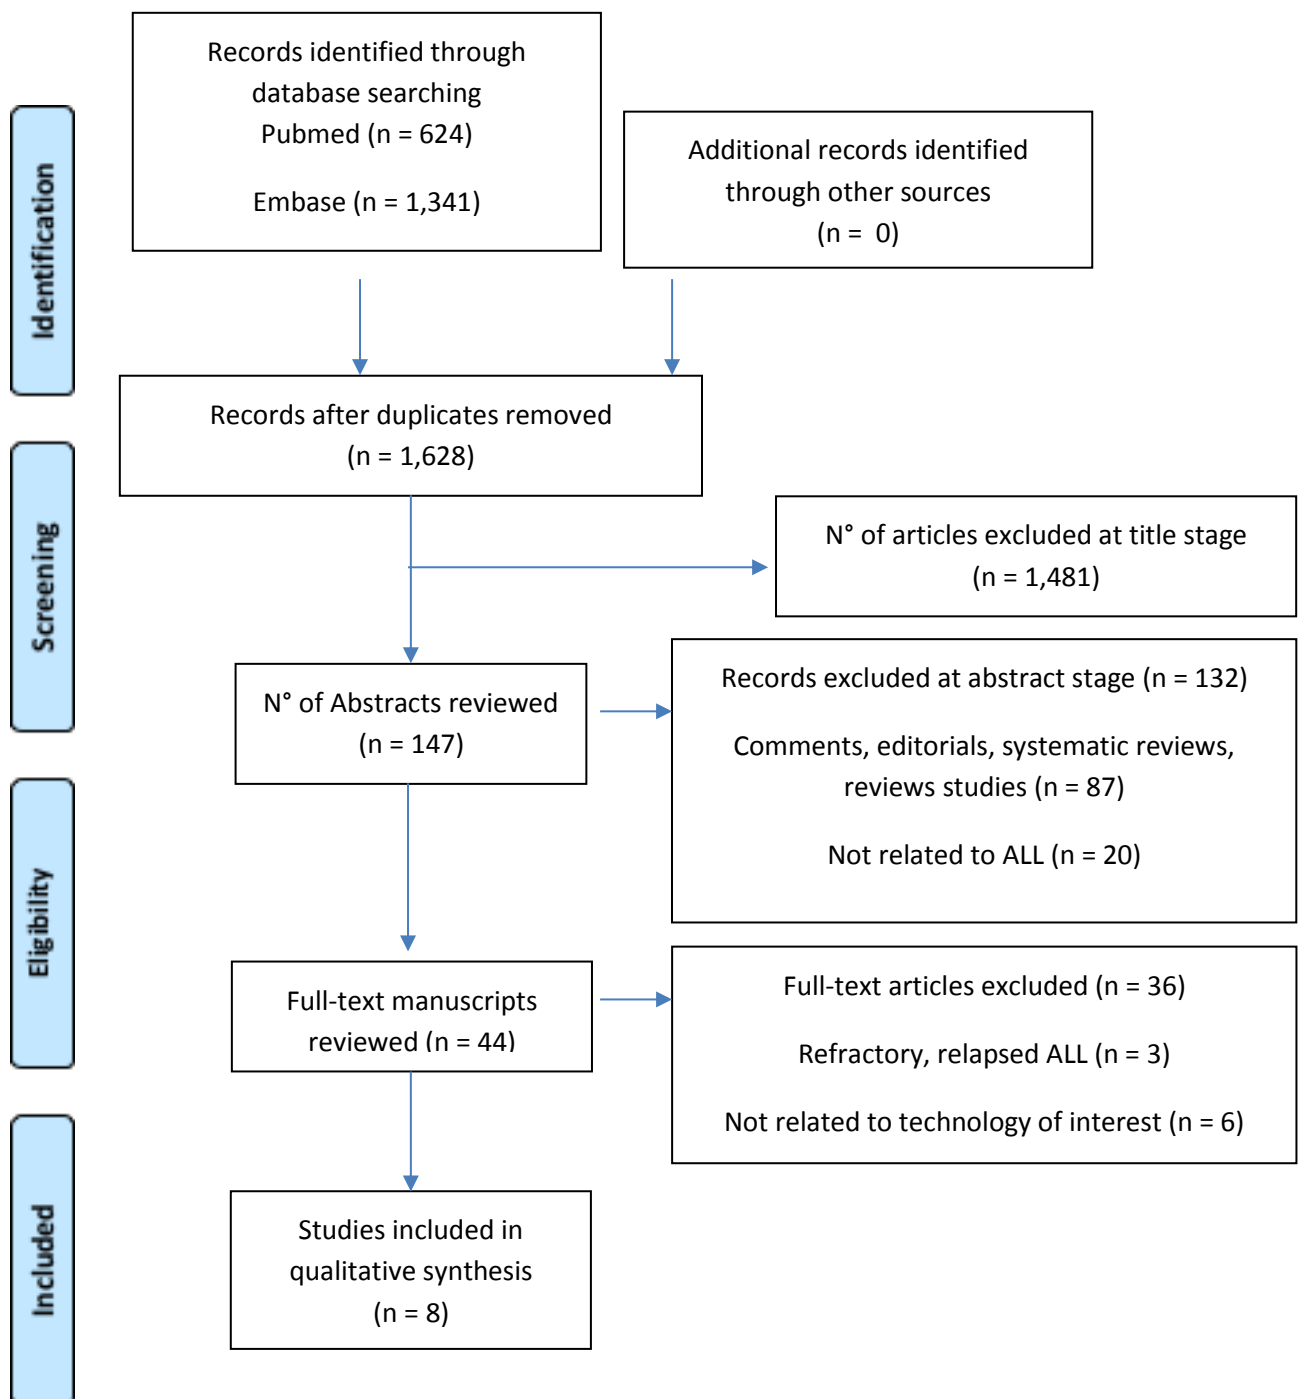 Records identified through
database searching
Pubmed (n = 624)
Embase (n = 1,341)
Additional records identified
through other sources
(n =  0)
Identification
Records after duplicates removed
(n = 1,628)
Screening
N° of articles excluded at title stage
(n = 1,481)
N° of Abstracts reviewed
(n = 147)
Records excluded at abstract stage (n = 132)
Comments, editorials, systematic reviews,
reviews studies (n = 87)
Not related to ALL (n = 20)
Eligibility
Full-text manuscripts
reviewed (n = 44)
Full-text articles excluded (n = 36)
Refractory, relapsed ALL (n = 3)
Not related to technology of interest (n = 6)
Included
Studies included in
qualitative synthesis
(n = 8)